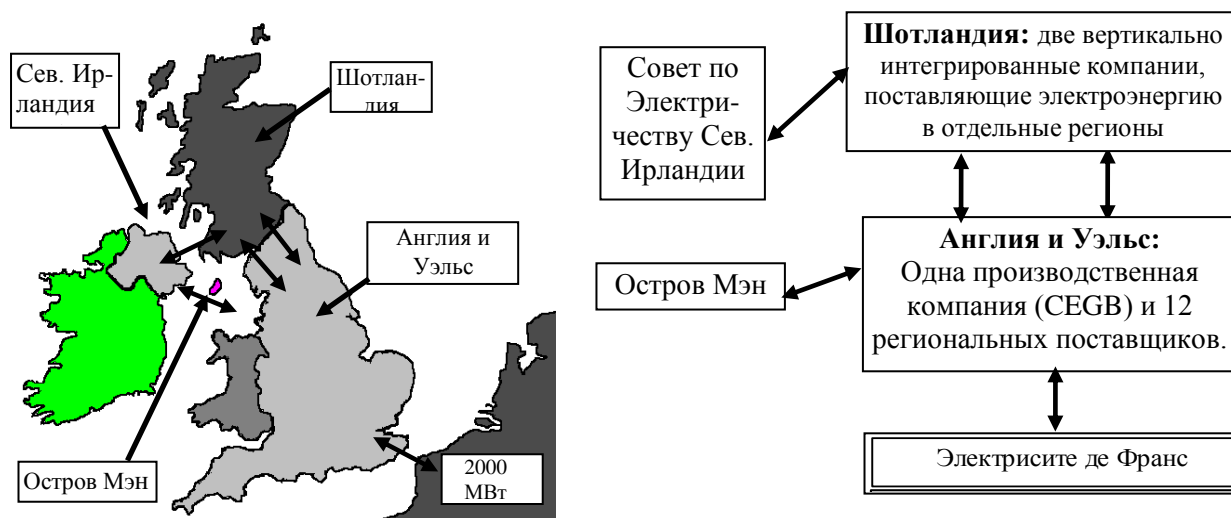 Сев. Ир-
ландия
Шотлан-
дия
Англия и
Уэльс
Остров Мэн
2000
МВт
Совет по
Электри-
честву Сев.
Ирландии
Остров Мэн
Шотландия: две вертикально
интегрированные компании,
поставляющие электроэнергию
в отдельные регионы
Англия и Уэльс:
Одна производственная
компания (CEGB) и 12
региональных поставщиков.
Электрисите де Франс